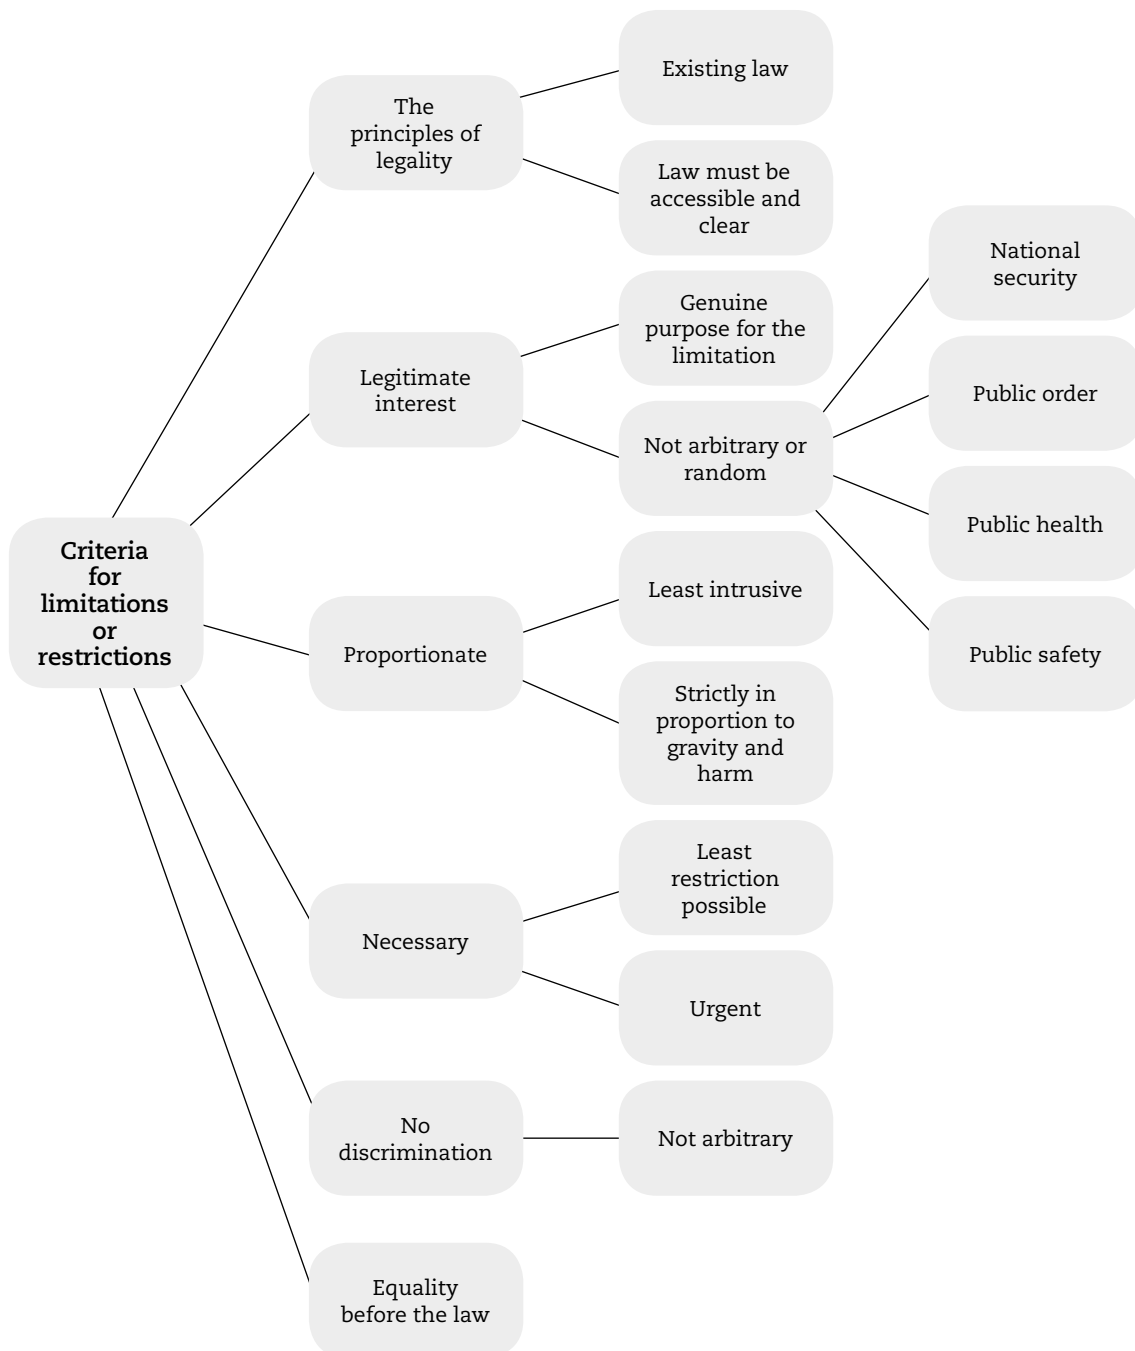 Existing law
The
principles of
legality
Law must be
accessible and
clear
National
security
Genuine
purpose for the
limitation
Legitimate
interest
Public order
Not arbitrary or
random
Public health
Criteria
for
limitations
or
restrictions
Least intrusive
Proportionate
Public safety
Strictly in
proportion to
gravity and
harm
Least
restriction
possible
Necessary
Urgent
No
discrimination
Not arbitrary
Equality
before the law